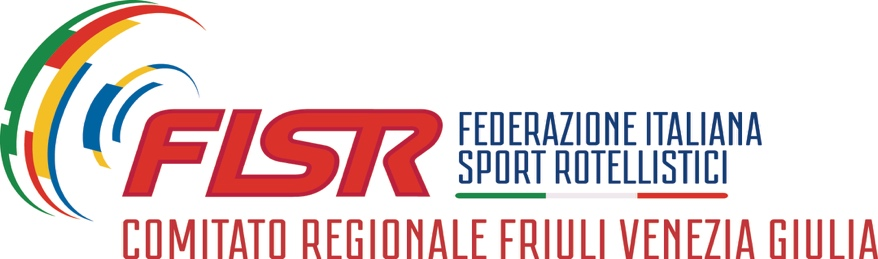 FISR
FEDERAZIONE ITALIANA
SPORT ROTELLISTICI
COMITATO REGIONALE FRIULI VENEZIA GIULIA